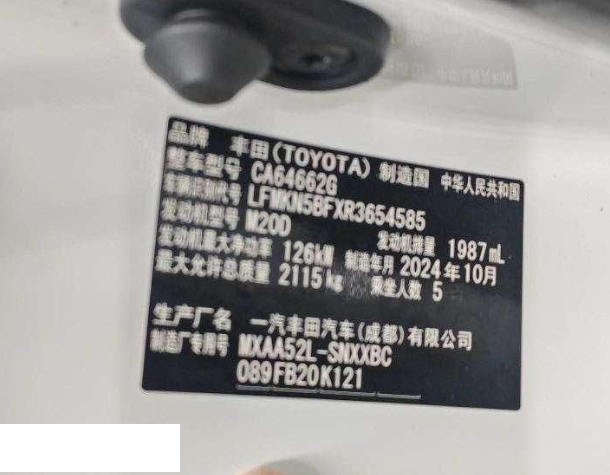 品牌 丰田(TOYOTA) 制造国 中华人民共和国
整车型号 CA64662G
车辆识别代号 LFMKN5BFXR3654585
发动机型号 M20D 发动机排量 1987mL
发动机最大净功率 126kW 制造年月 2024年10月
最大允许总质量 2115kg 乘坐人数 5
生产厂名 一汽丰田汽车(成都)有限公司
制造厂专用号 MXAA52L-SNXXBC
089FB20K121